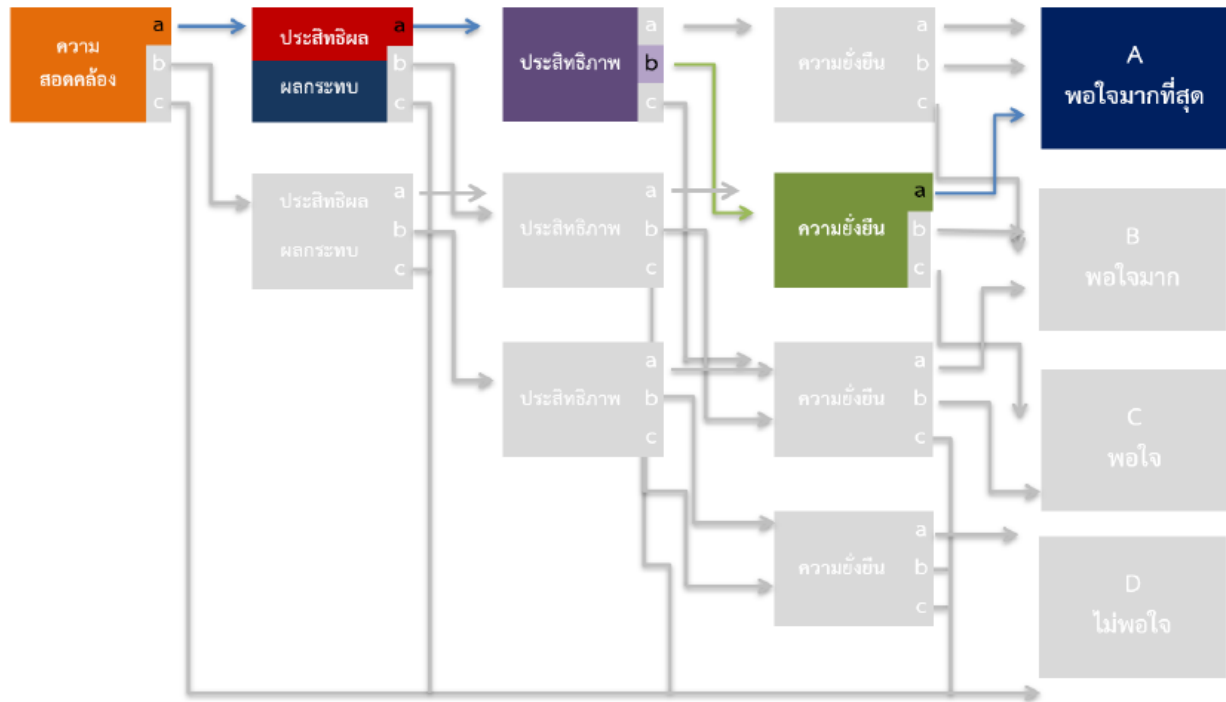 ความ
สอดคล้อง
a
b
c
ประสิทธิผล
ผลกระทบ
a
b
c
ประสิทธิภาพ
a
b
c
ความยั่งยืน
a
b
c
A
พอใจมากที่สุด
ประสิทธิผล
ผลกระทบ
a
b
c
ประสิทธิภาพ
a
b
c
ความยั่งยืน
a
b
c
B
พอใจมาก
ประสิทธิภาพ
a
b
c
ความยั่งยืน
a
b
c
C
พอใจ
ความยั่งยืน
a
b
c
D
ไม่พอใจ